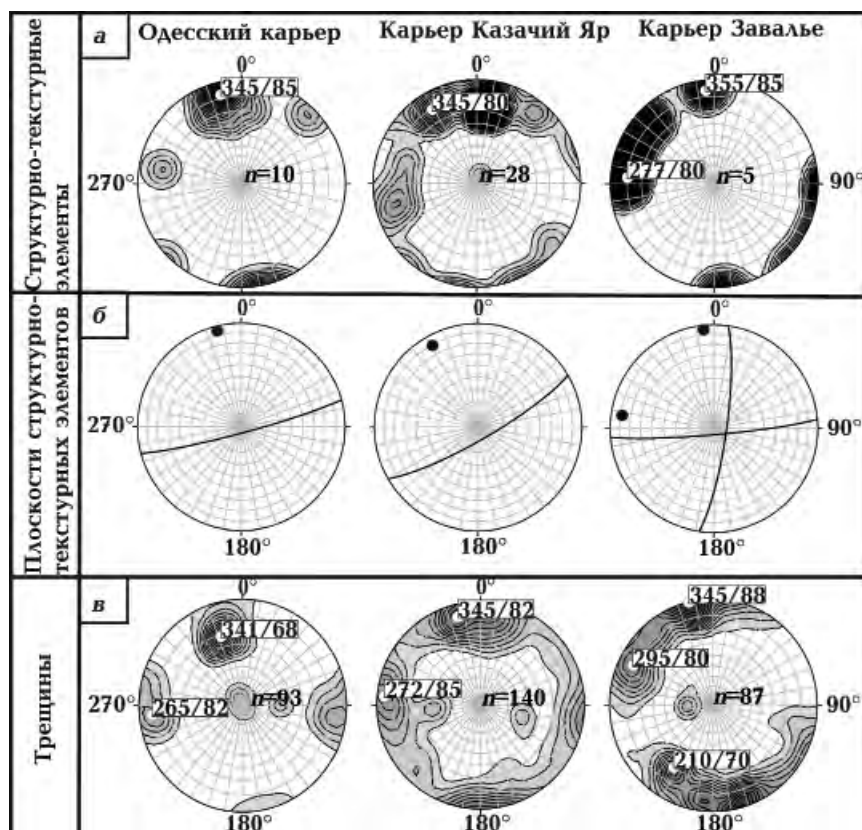 а
Одесский карьер
Карьер Казачий Яр
Карьер Завалье
Структурно-текстурные
элементы
0°
0°
345/85
345/80
355/85
270°
n=10
n=28
277/80
n=5
90°
б
Плоскости структурно-
текстурных элементов
0°
0°
0°
270°
90°
180°
180°
180°
в
Трещины
0°
0°
341/68
345/82
345/88
295/80
270°
265/82
n=93
272/85
n=140
n=87
90°
210/70
180°
180°
180°